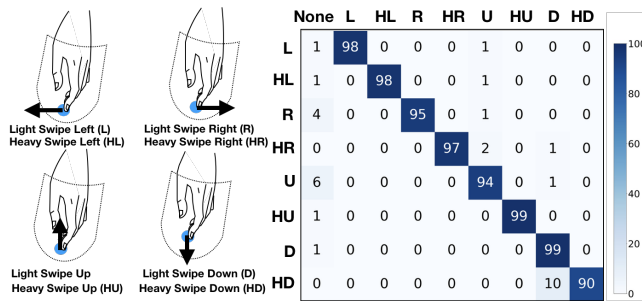 None L HL R HR U HU D HD
L 1 98 0 0 0 1 0 0 0
HL 1 0 98 0 0 1 0 0 0
R 4 0 0 95 0 1 0 0 0
HR 0 0 0 0 97 2 0 1 0
U 6 0 0 0 0 94 0 1 0
HU 1 0 0 0 0 0 99 0 0
D 1 0 0 0 0 0 0 99 0
HD 0 0 0 0 0 0 0 10 90
100
80
60
40
20
0
Light Swipe Left (L)
Heavy Swipe Left (HL)
Light Swipe Right (R)
Heavy Swipe Right (HR)
Light Swipe Up
Heavy Swipe Up (HU)
Light Swipe Down (D)
Heavy Swipe Down (HD)